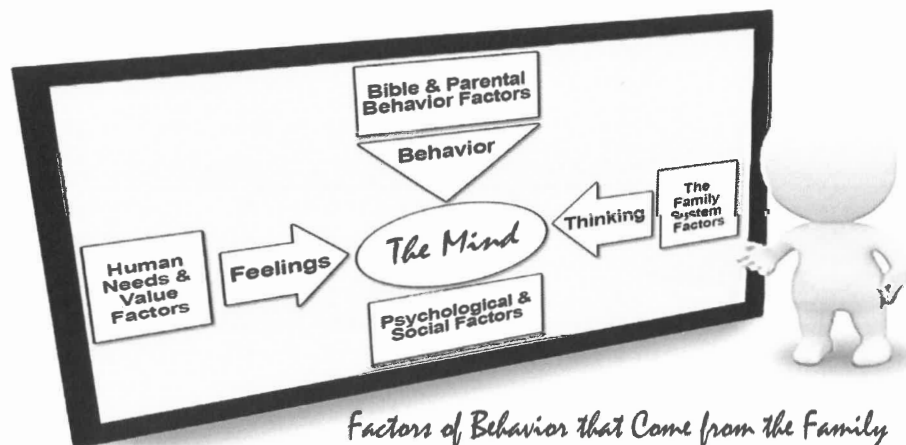 Bible & Parental
Behavior Factors
Behavior
The Mind
Thinking
The
Family
System
Factors
Human
Needs &
Value
Factors
Feelings
Psychological &
Social Factors
Factors of Behavior that Come from the Family